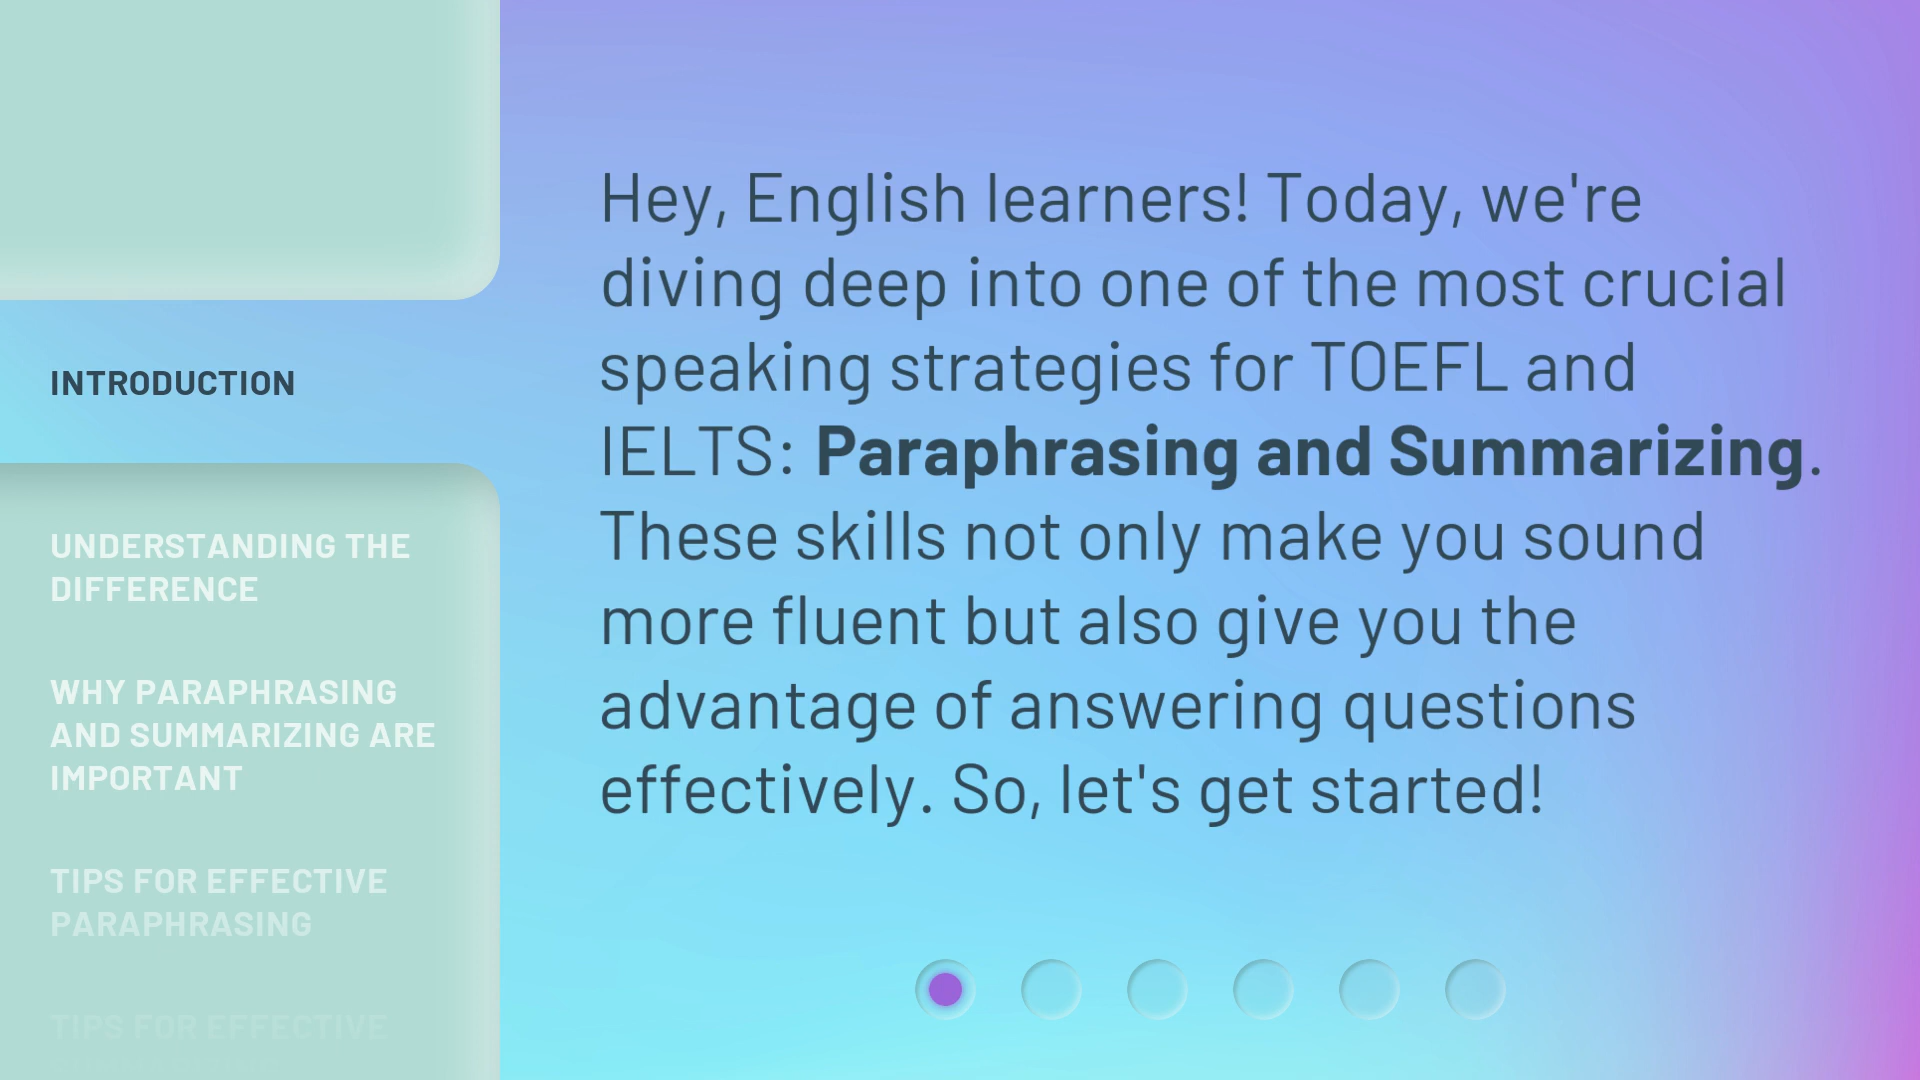 INTRODUCTION
UNDERSTANDING THE
DIFFERENCE
WHY PARAPHRASING
AND SUMMARIZING ARE
IMPORTANT
TIPS FOR EFFECTIVE
PARAPHRASING
TIPS FOR EFFECTIVE
Hey, English learners! Today, we're
diving deep into one of the most crucial
speaking strategies for TOEFL and
IELTS: Paraphrasing and Summarizing.
These skills not only make you sound
more fluent but also give you the
advantage of answering questions
effectively. So, let's get started!